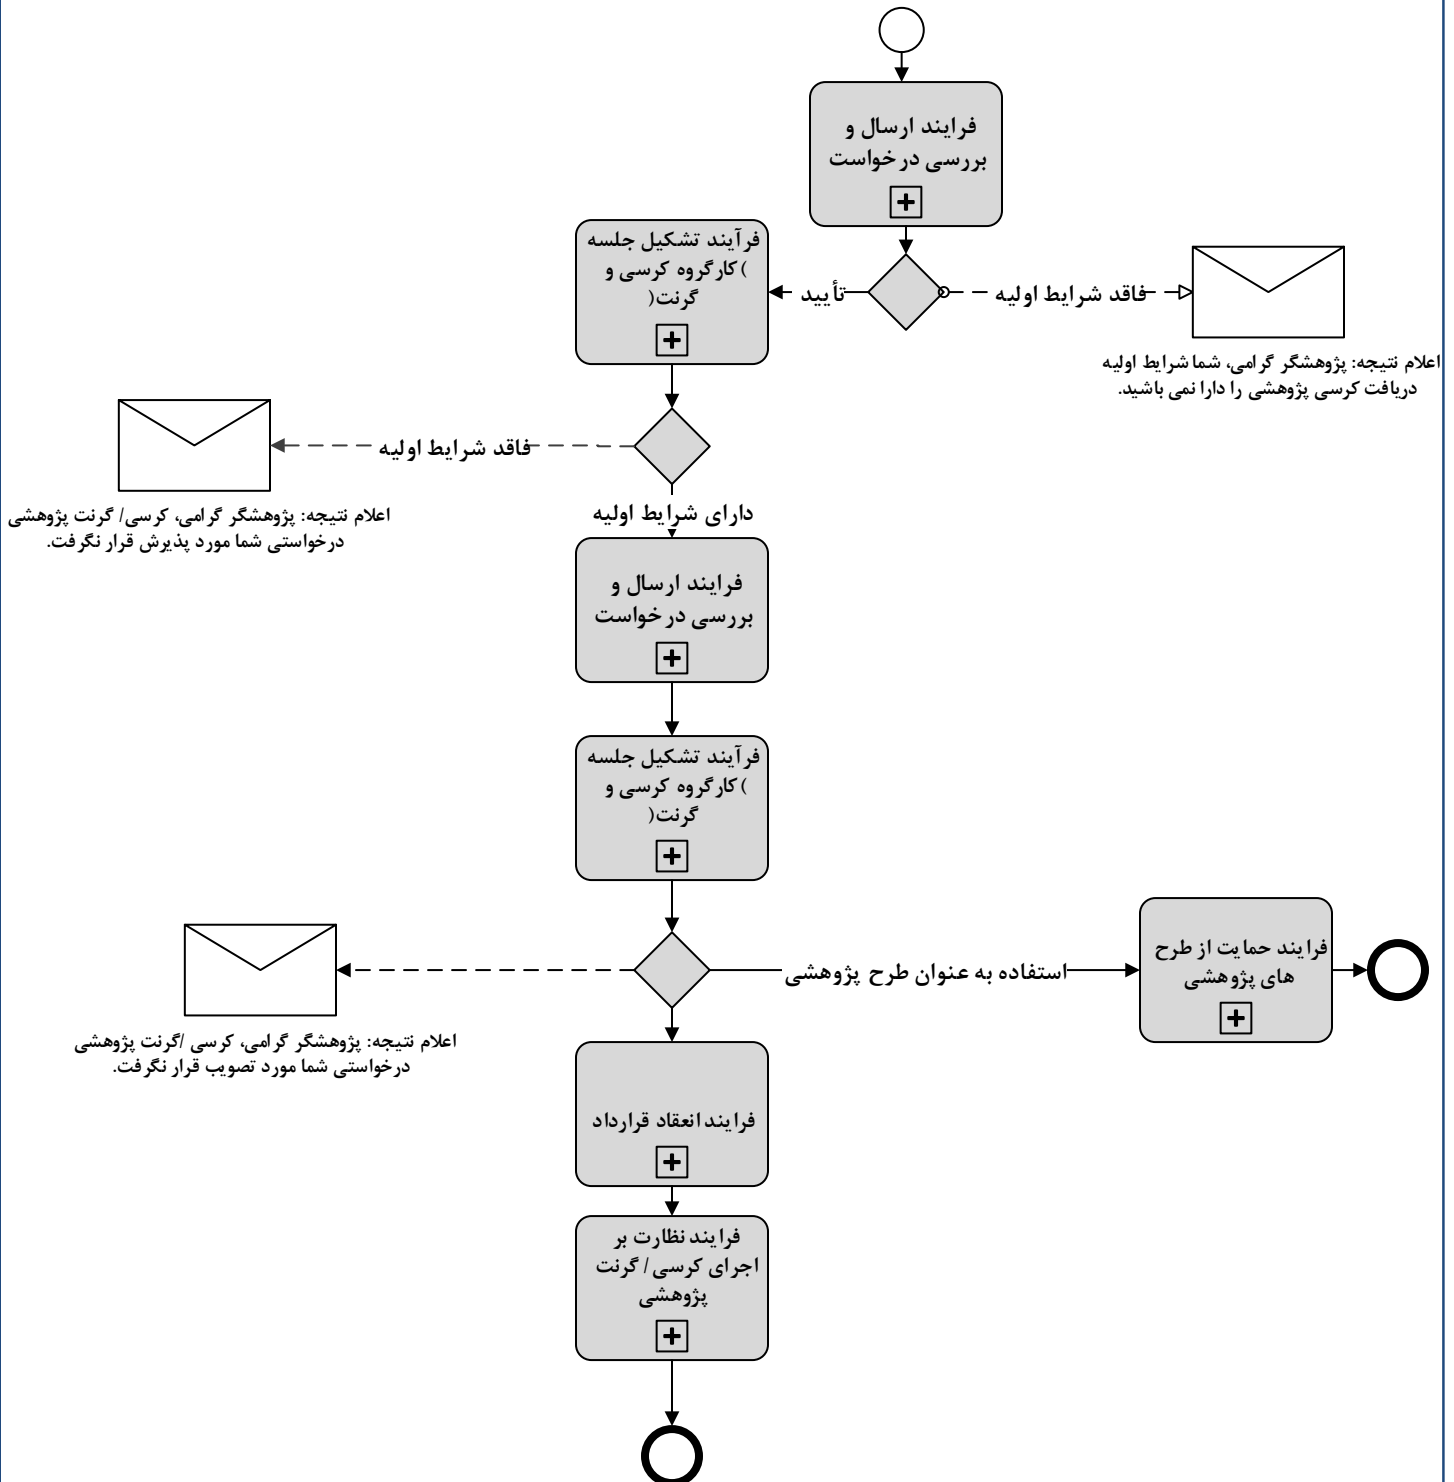 فرایند ارسال و
بررسی درخواست
فرآیند تشکیل جلسه
)کارگروه کرسی و
گرنت(
تأیید
فاقد شرایط اولیه
اعلام نتیجه: پژوهشگر گرامی، شما شرایط اولیه
دریافت کرسی پژوهشی را دارا نمی باشید.
فاقد شرایط اولیه
اعلام نتیجه: پژوهشگر گرامی، کرسی/ گرنت پژوهشی
درخواستی شما مورد پذیرش قرار نگرفت.
دارای شرایط اولیه
فرایند ارسال و
بررسی درخواست
فرآیند تشکیل جلسه
)کارگروه کرسی و
گرنت(
استفاده به عنوان طرح پژوهشی
فرایند حمایت از طرح
های پژوهشی
اعلام نتیجه: پژوهشگر گرامی، کرسی /گرنت پژوهشی
درخواستی شما مورد تصویب قرار نگرفت.
فرایند انعقاد قرارداد
فرایند نظارت بر
اجرای کرسی/ گرنت
پژوهشی